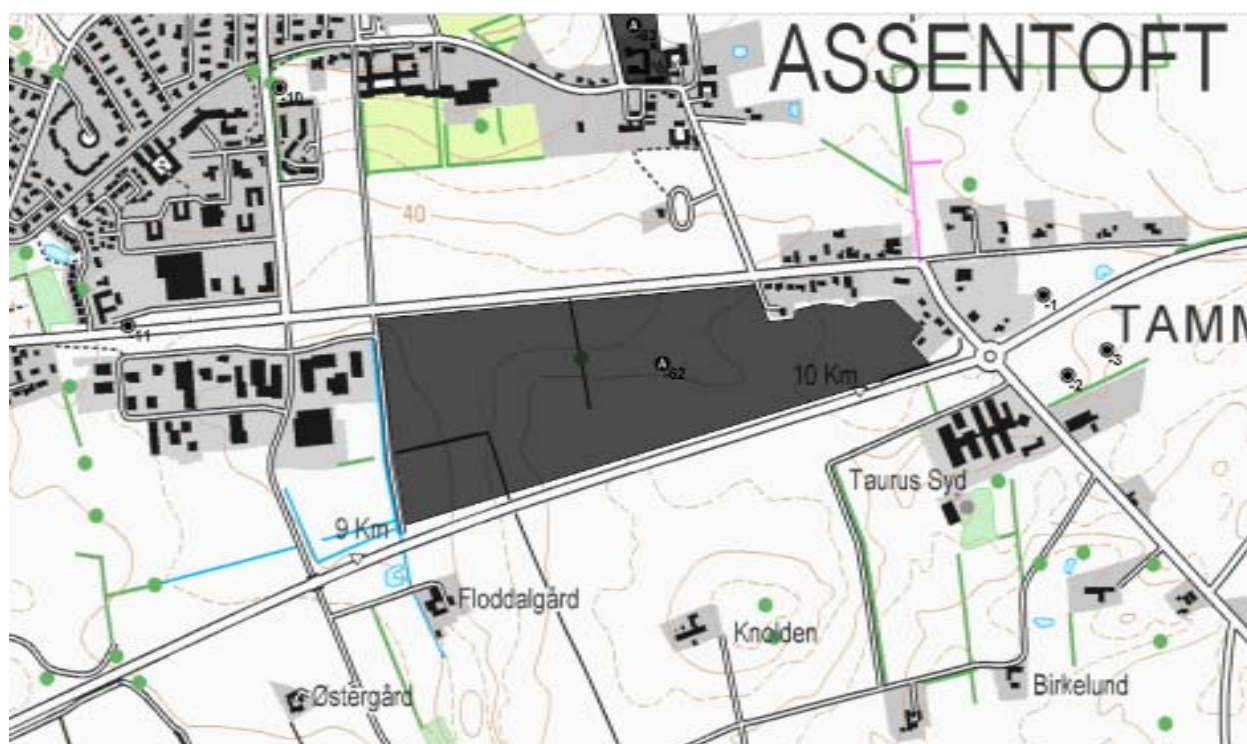 ASSENTOFT
-63
-10
40
-11
-1
TAMM
-3
-62
10 Km
-2
Taurus Syd
9 Km
Floddalgård
Knolden
Østergård
Birkelund